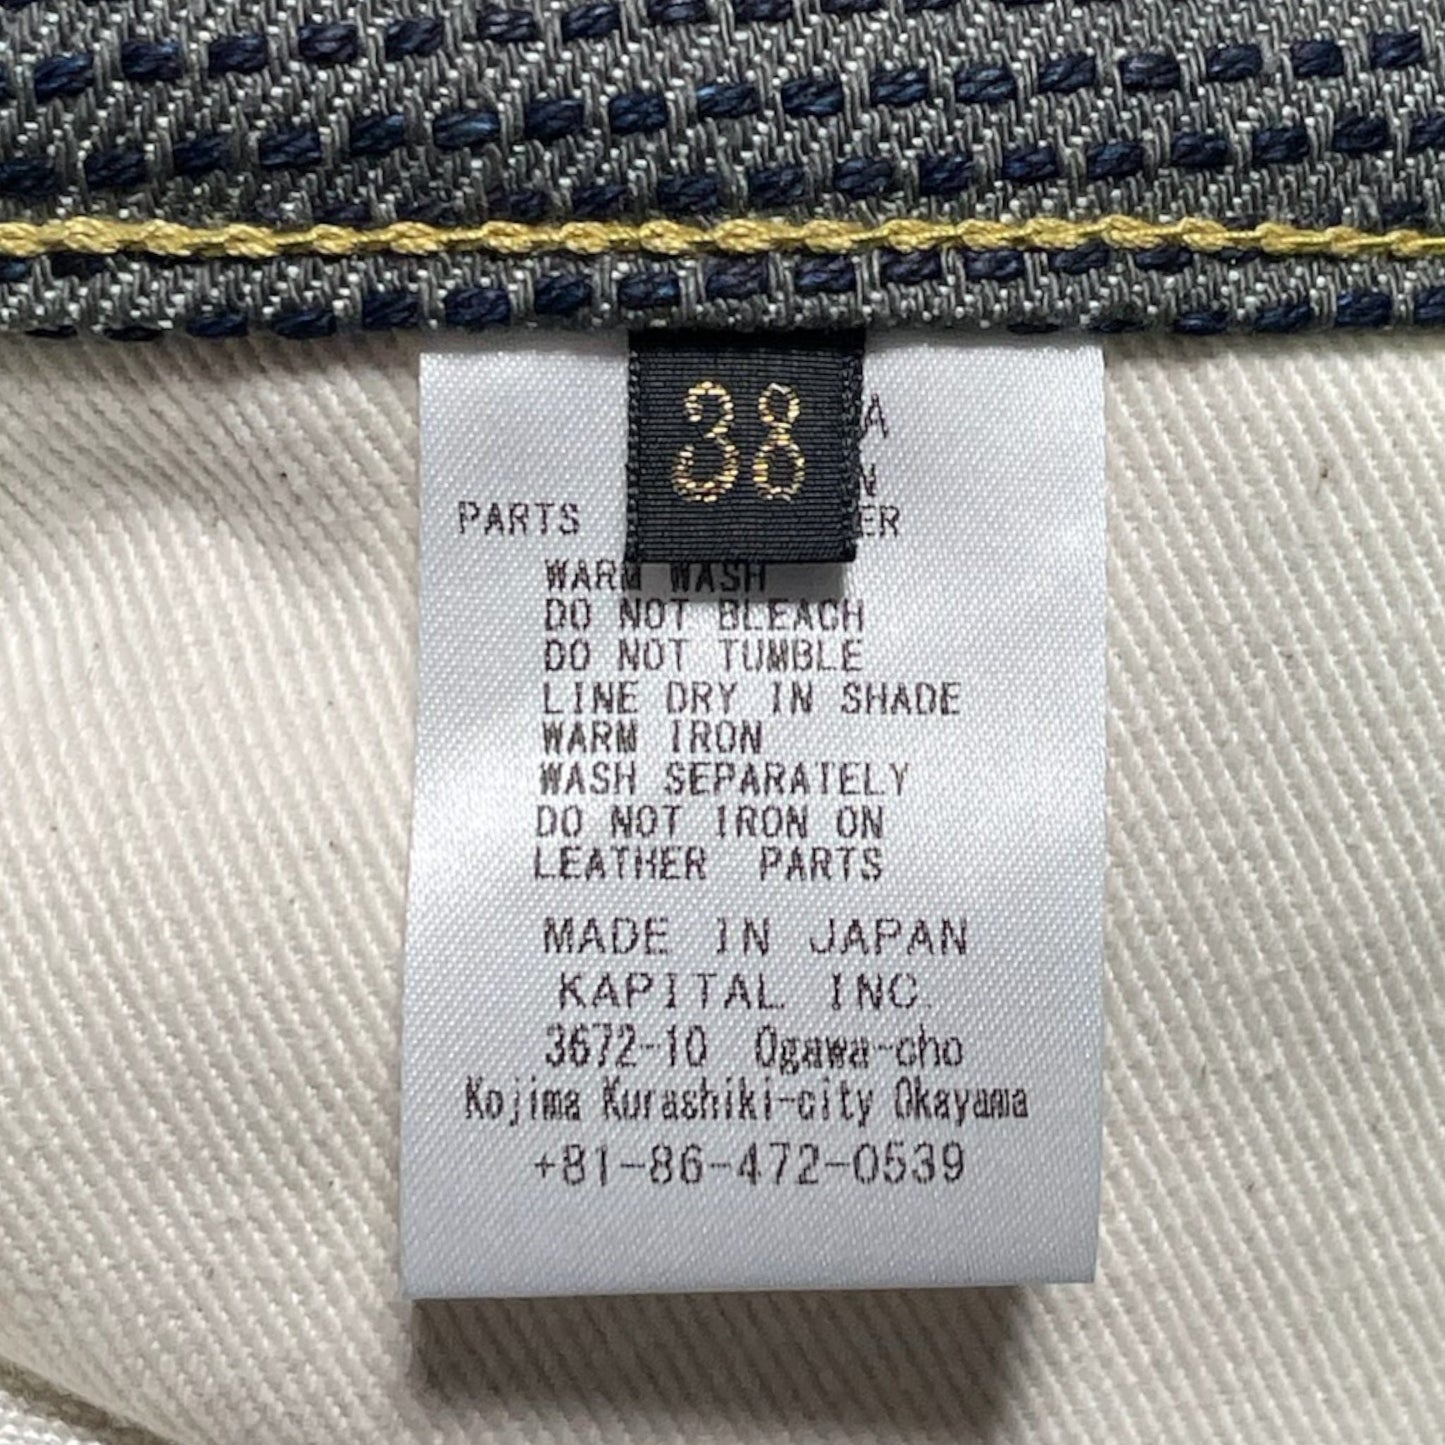 38
PARTS
WARM WASH
DO NOT BLEACH
DO NOT TUMBLE
LINE DRY IN SHADE
WARM IRON
WASH SEPARATELY
DO NOT IRON ON
LEATHER PARTS
MADE IN JAPAN
KAPITAL INC.
3672-10 Ogawa-cho
Kojima Kurashiki-city Okayama
+81-86-472-0539